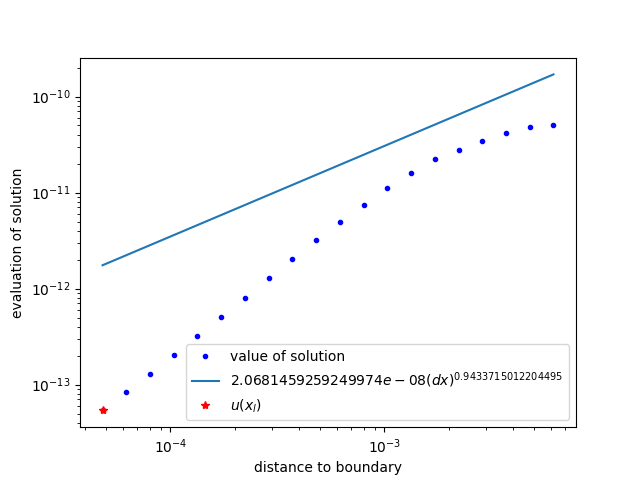 10^{-10}
10^{-11}
10^{-12}
10^{-13}
evaluation of solution
value of solution
2.0681459259249974e − 08(dx)^{0.9433715012204495}
u(x_I)
10^{-4}
10^{-3}
distance to boundary